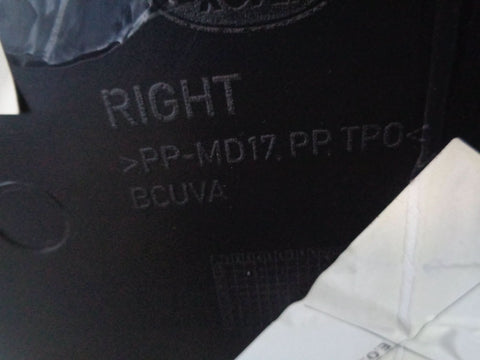 RIGHT
>PP-MD17, PP, TPO<
BCUVA